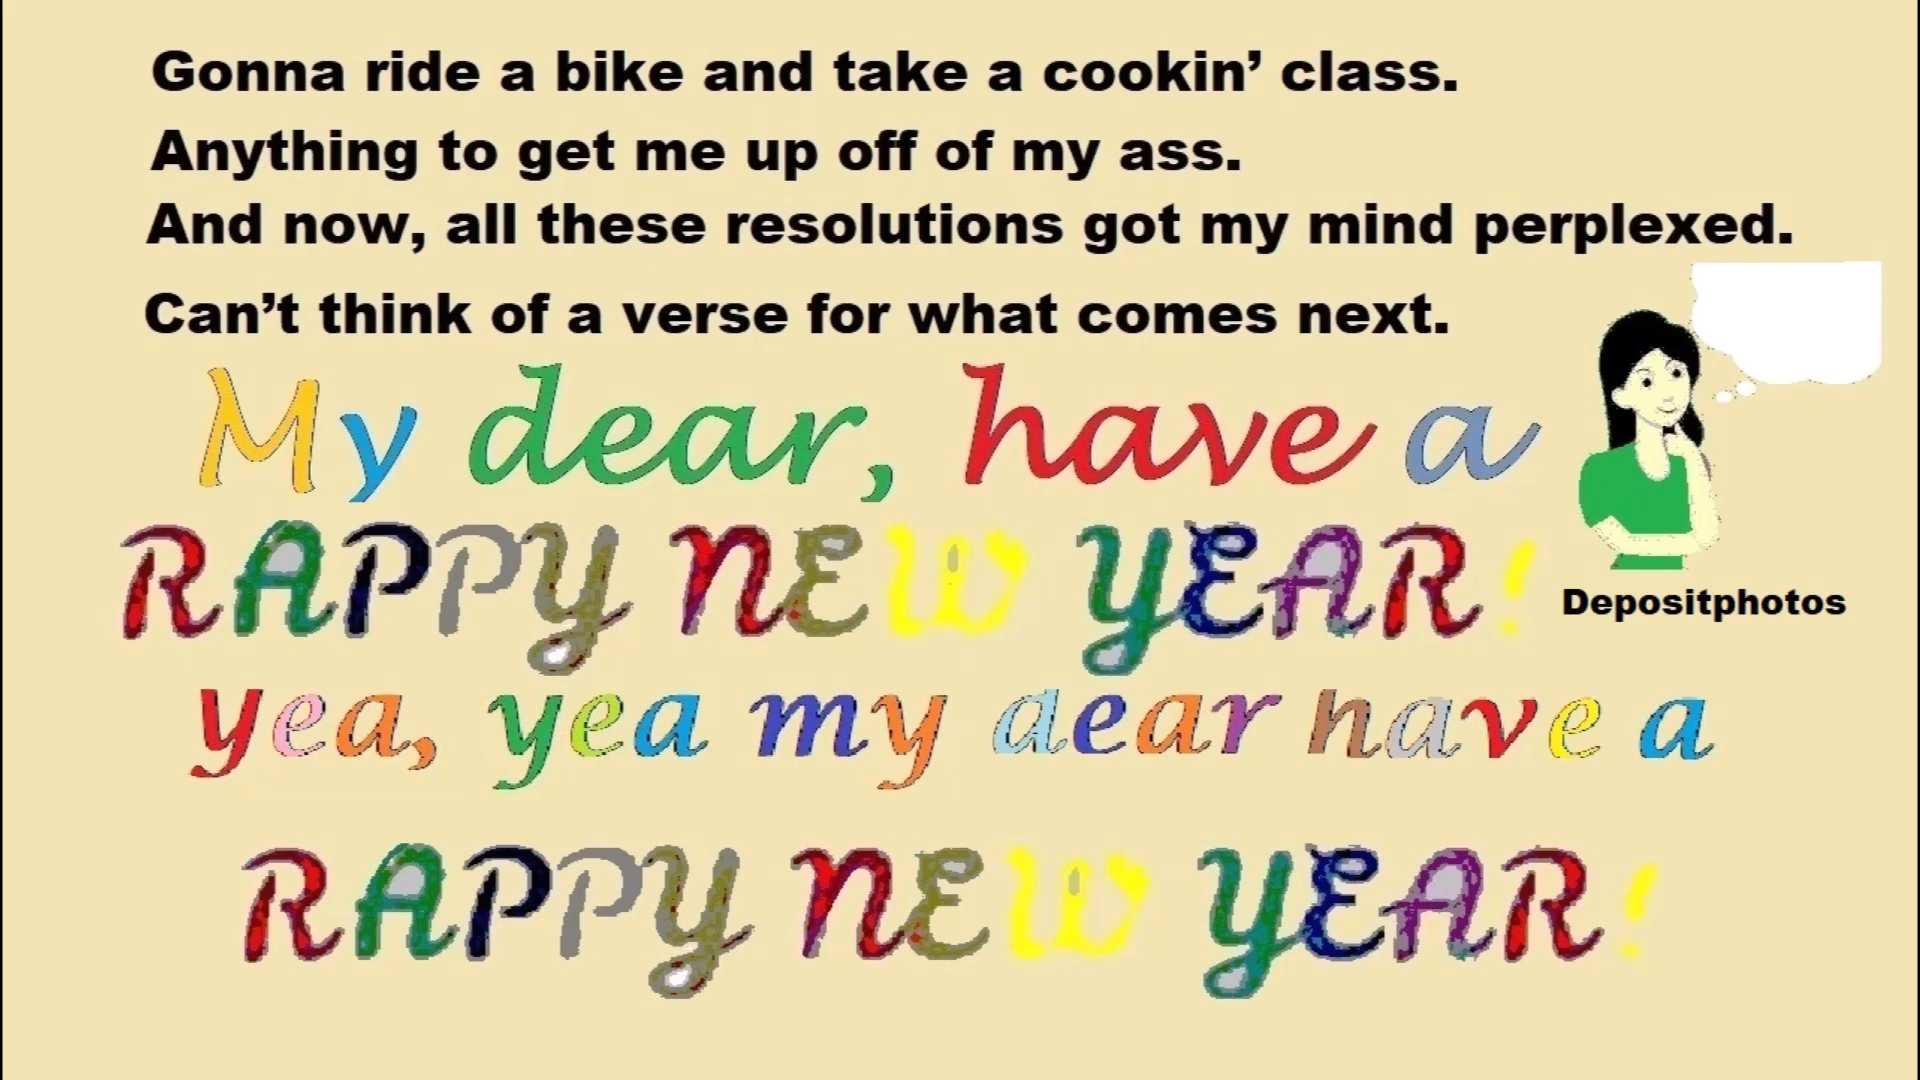 Gonna ride a bike and take a cookin’ class.
Anything to get me up off of my ass.
And now, all these resolutions got my mind perplexed.
Can’t think of a verse for what comes next.
My dear, have a
RAPPY NEW YEAR!
Depositphotos
yea, yea my dear have a
RAPPY NEW YEAR!